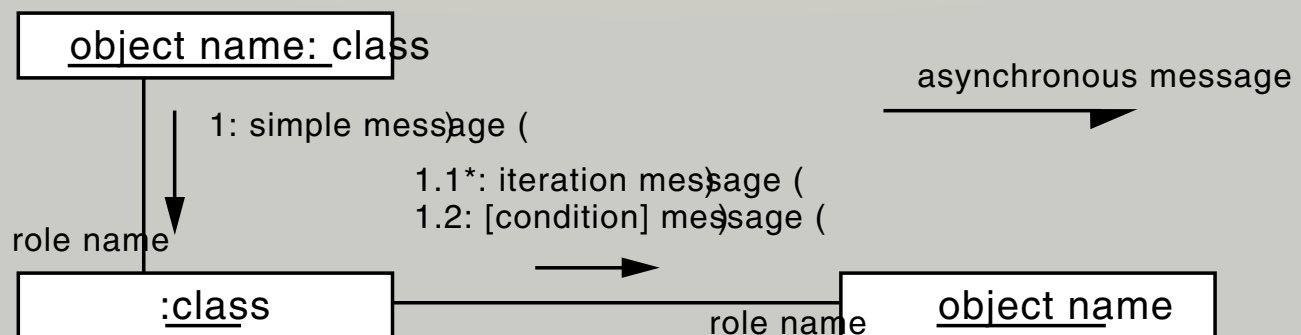 object name: class
asynchronous message
1: simple message ( )
1.1*: iteration message ( )
1.2: [condition] message ( )
role name
:class
object name
role name